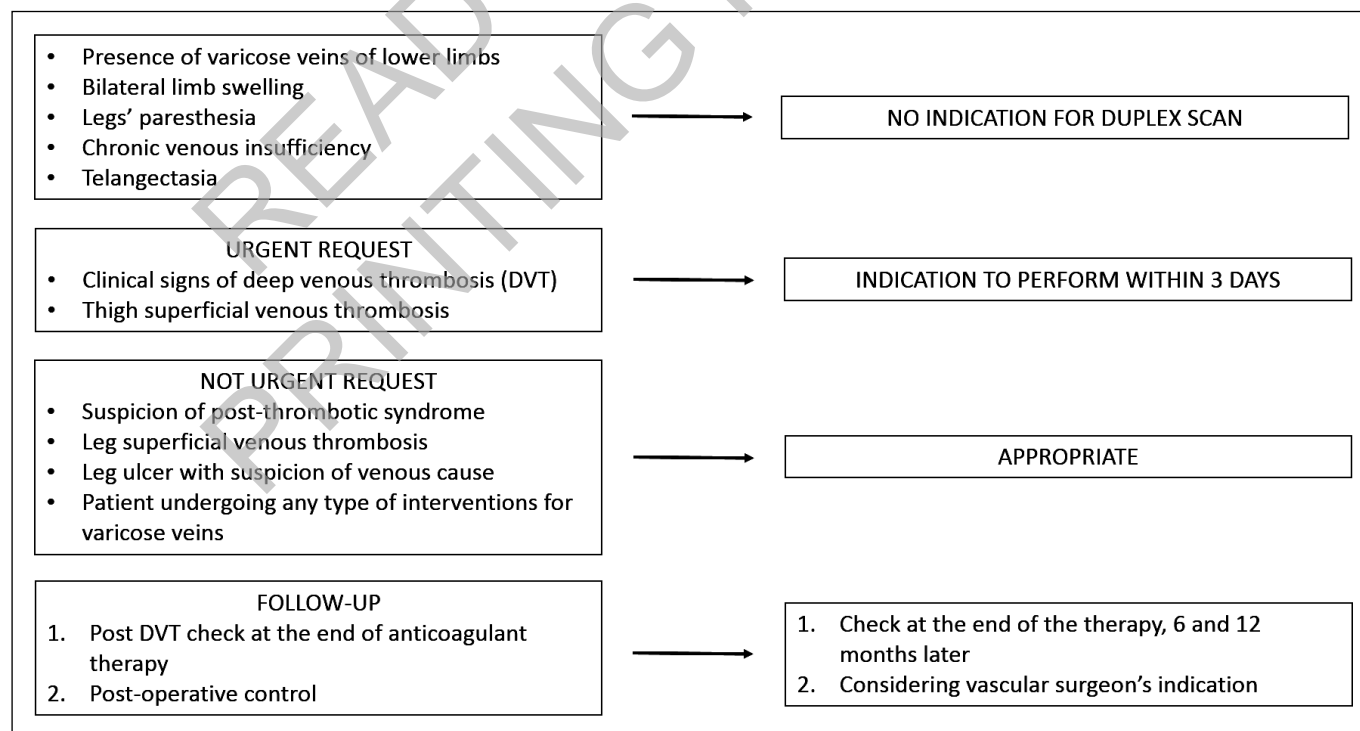 • Presence of varicose veins of lower limbs
• Bilateral limb swelling
• Legs’ paresthesia
• Chronic venous insufficiency
• Telangectasia
NO INDICATION FOR DUPLEX SCAN
URGENT REQUEST
• Clinical signs of deep venous thrombosis (DVT)
• Thigh superficial venous thrombosis
INDICATION TO PERFORM WITHIN 3 DAYS
NOT URGENT REQUEST
• Suspicion of post-thrombotic syndrome
• Leg superficial venous thrombosis
• Leg ulcer with suspicion of venous cause
• Patient undergoing any type of interventions for
varicose veins
APPROPRIATE
FOLLOW-UP
1. Post DVT check at the end of anticoagulant
therapy
2. Post-operative control
1. Check at the end of the therapy, 6 and 12
months later
2. Considering vascular surgeon’s indication
READ
PRINTING